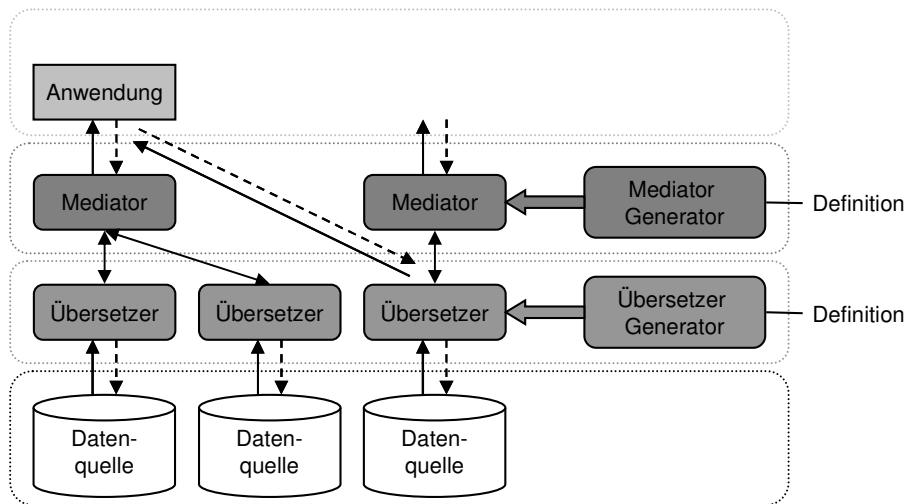 Anwendung
Mediator
Mediator
Mediator
Generator
Definition
Übersetzer
Übersetzer
Übersetzer
Übersetzer
Generator
Definition
Daten-
quelle
Daten-
quelle
Daten-
quelle